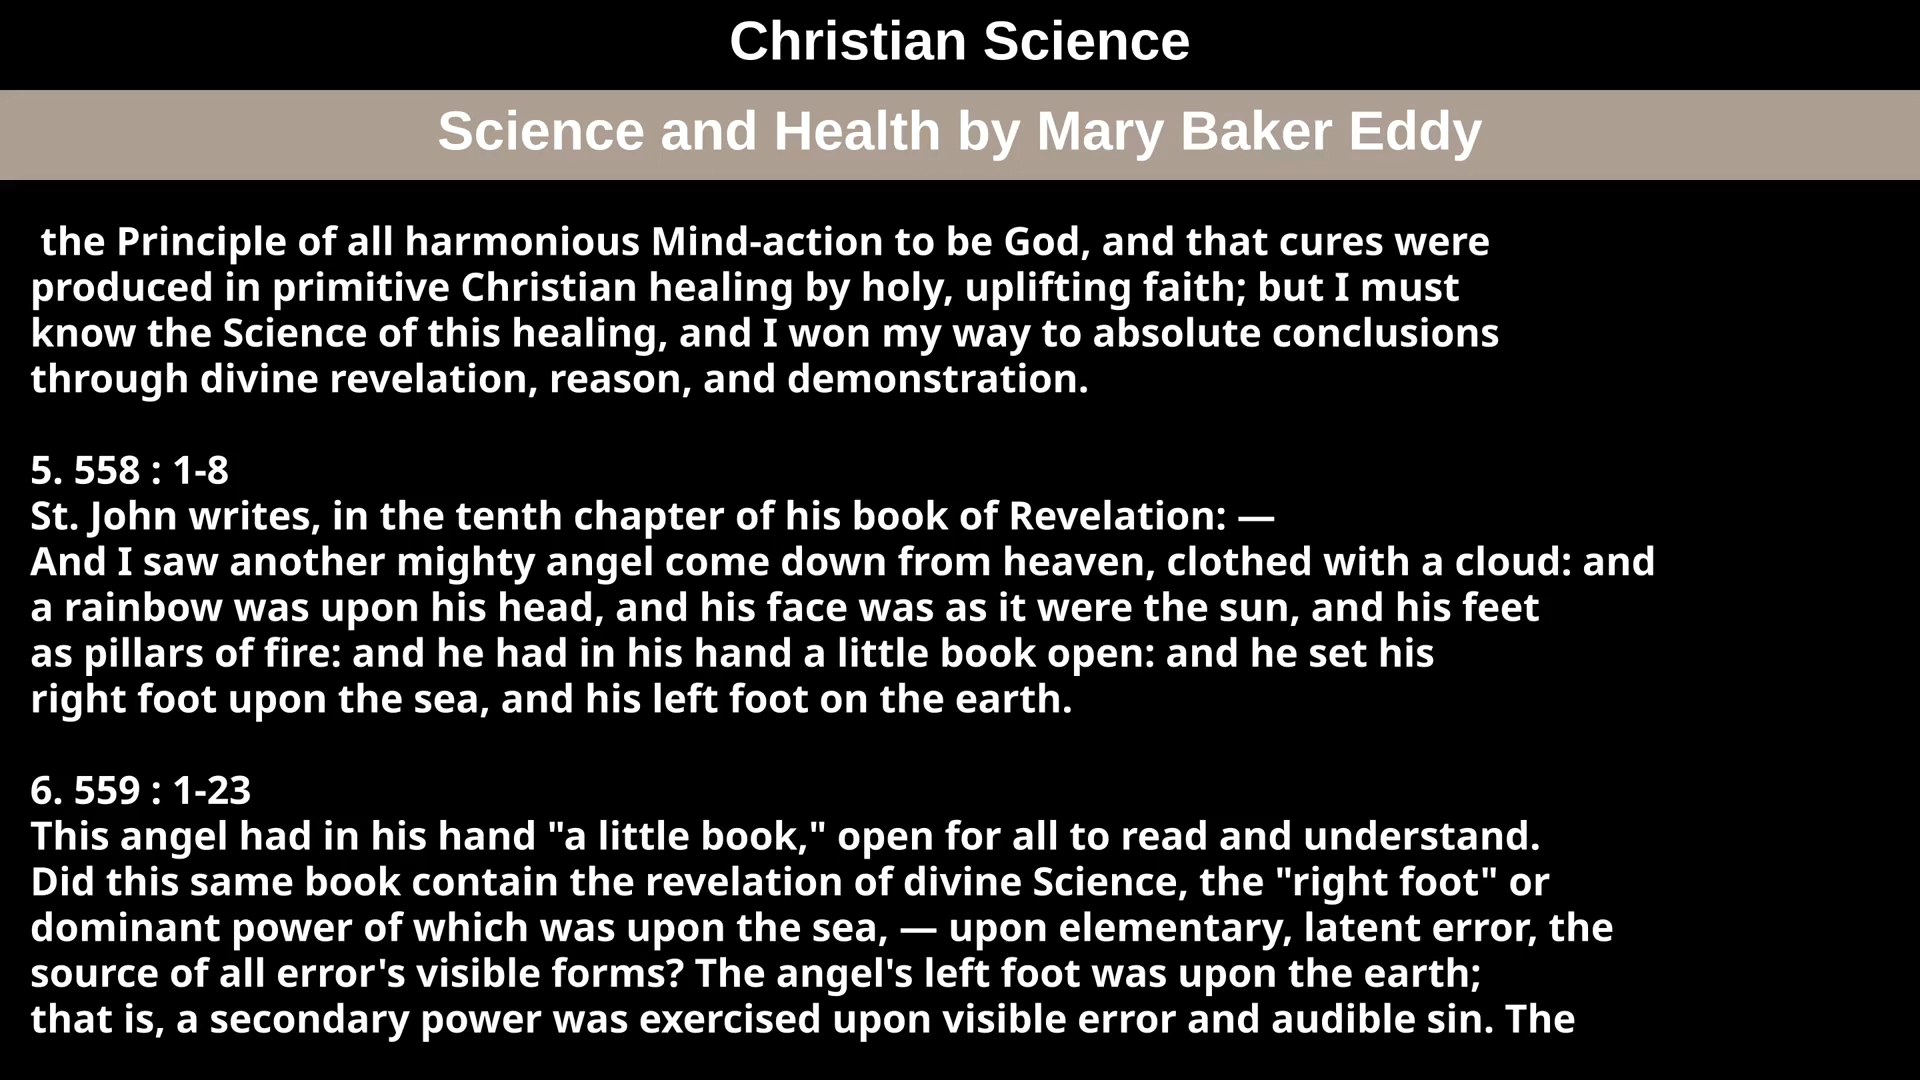 Christian Science
Science and Health by Mary Baker Eddy
the Principle of all harmonious Mind-action to be God, and that cures were
produced in primitive Christian healing by holy, uplifting faith; but I must
know the Science of this healing, and I won my way to absolute conclusions
through divine revelation, reason, and demonstration.
5. 558 : 1-8
St. John writes, in the tenth chapter of his book of Revelation: —
And I saw another mighty angel come down from heaven, clothed with a cloud: and
a rainbow was upon his head, and his face was as it were the sun, and his feet
as pillars of fire: and he had in his hand a little book open: and he set his
right foot upon the sea, and his left foot on the earth.
6. 559 : 1-23
This angel had in his hand "a little book," open for all to read and understand.
Did this same book contain the revelation of divine Science, the "right foot" or
dominant power of which was upon the sea, — upon elementary, latent error, the
source of all error's visible forms? The angel's left foot was upon the earth;
that is, a secondary power was exercised upon visible error and audible sin. The